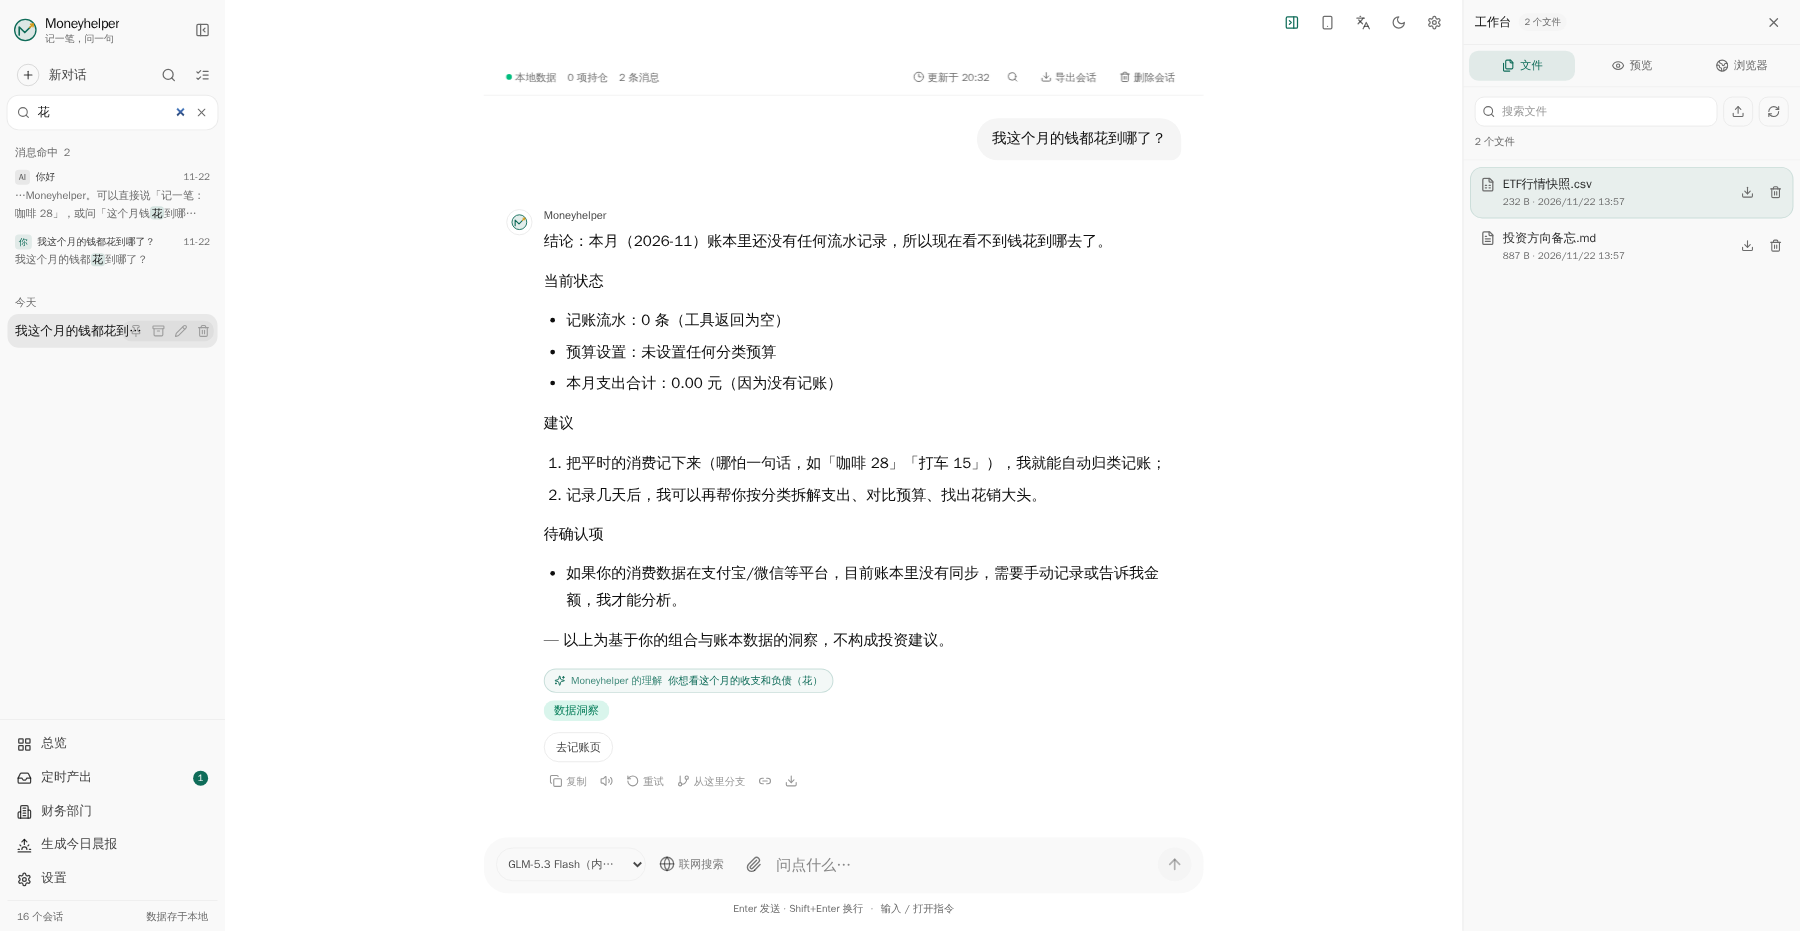 Moneyhelper
记一笔，问一句
新对话
花
消息命中 2
AI 你好 11-22
…Moneyhelper。可以直接说「记一笔：
咖啡 28」，或问「这个月钱花到哪…
你 我这个月的钱都花到哪了？ 11-22
我这个月的钱都花到哪了？
今天
我这个月的钱都花到…
总览
定时产出 1
财务部门
生成今日晨报
设置
16 个会话 数据存于本地
本地数据 0 项持仓 2 条消息 更新于 20:32 导出会话 删除会话
我这个月的钱都花到哪了？
Moneyhelper
结论：本月（2026-11）账本里还没有任何流水记录，所以现在看不到钱花到哪去了。
当前状态
• 记账流水：0 条（工具返回为空）
• 预算设置：未设置任何分类预算
• 本月支出合计：0.00 元（因为没有记账）
建议
1. 把平时的消费记下来（哪怕一句话，如「咖啡 28」「打车 15」），我就能自动归类记账；
2. 记录几天后，我可以再帮你按分类拆解支出、对比预算、找出花销大头。
待确认项
• 如果你的消费数据在支付宝/微信等平台，目前账本里没有同步，需要手动记录或告诉我金
额，我才能分析。
— 以上为基于你的组合与账本数据的洞察，不构成投资建议。
Moneyhelper 的理解 你想看这个月的收支和负债（花）
数据洞察
去记账页
复制 重试 从这里分支
GLM-5.3 Flash（内… 联网搜索 问点什么…
Enter 发送 · Shift+Enter 换行 · 输入 / 打开指令
工作台 2 个文件
文件 预览 浏览器
搜索文件
2 个文件
ETF行情快照.csv
232 B · 2026/11/22 13:57
投资方向备忘.md
887 B · 2026/11/22 13:57